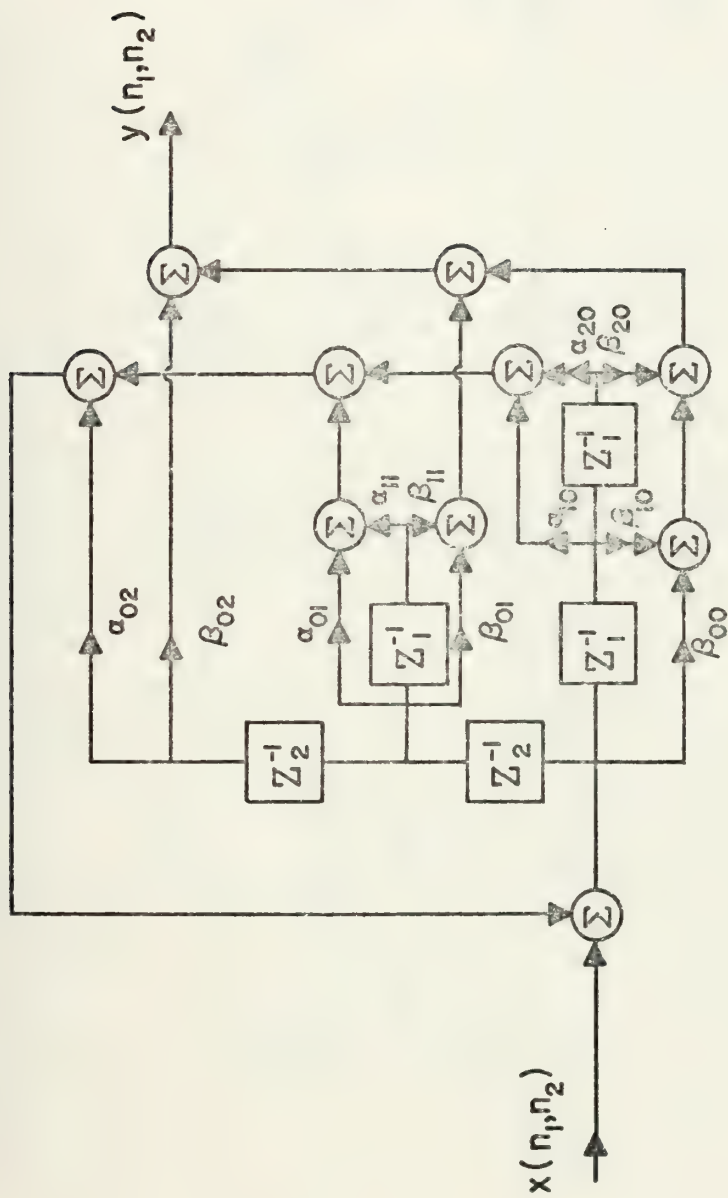 y(n₁,n₂)
Σ
Σ
Σ
α₀₂
β₀₂
Z₂⁻¹
Σ
Σ
α₀₁
α₁₁
Z₁⁻¹
β₁₁
Σ
β₀₁
Z₂⁻¹
Σ
α₂₀
β₂₀
Z₁⁻¹
α₁₀
β₁₀
Z₁⁻¹
Σ
Σ
β₀₀
Σ
x(n₁,n₂)